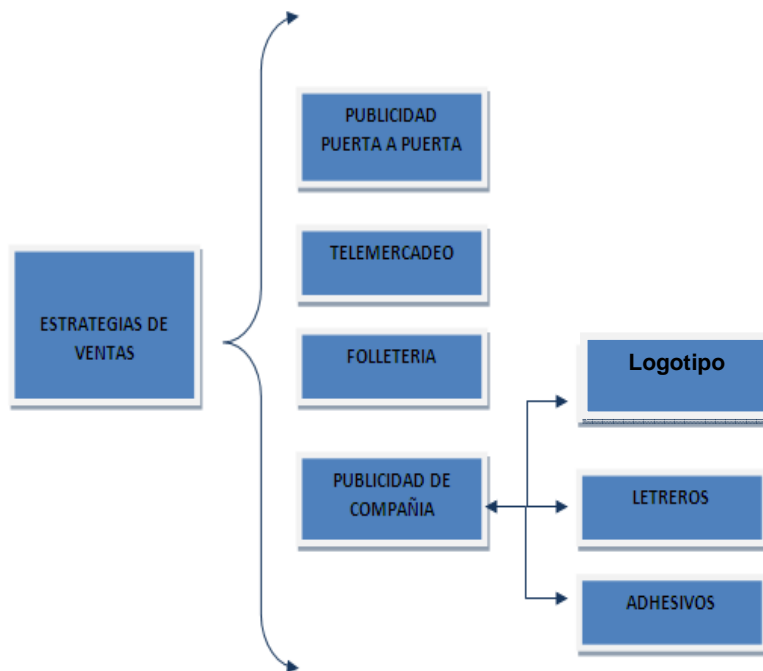 ESTRATEGIAS DE
VENTAS
PUBLICIDAD
PUERTA A PUERTA
TELEMERCADEO
FOLLETERIA
PUBLICIDAD DE
COMPAÑIA
Logotipo
LETREROS
ADHESIVOS